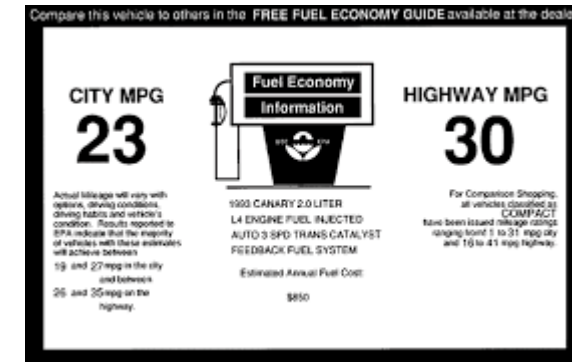 Compare this vehicle to others in the FREE FUEL ECONOMY GUIDE available at the deale
CITY MPG
23
Fuel Economy
Information
DOT EPA
HIGHWAY MPG
30
Actual Mileage will vary with
options, driving conditions,
driving habits and vehicle's
condition. Results reported to
EPA indicate that the majority
of vehicles with these estimates
will achieve between
19 and 27 mpg in the city
and between
26 and 35 mpg on the
highway.
1993 CANARY 2.0 LITER
L4 ENGINE FUEL INJECTED
AUTO 3 SPD TRANS CATALYST
FEEDBACK FUEL SYSTEM
Estimated Annual Fuel Cost:
$850
For Comparison Shopping,
all vehicles classified as
COMPACT
have been issued mileage ratings
ranging from 11 to 31 mpg city
and 16 to 41 mpg highway.